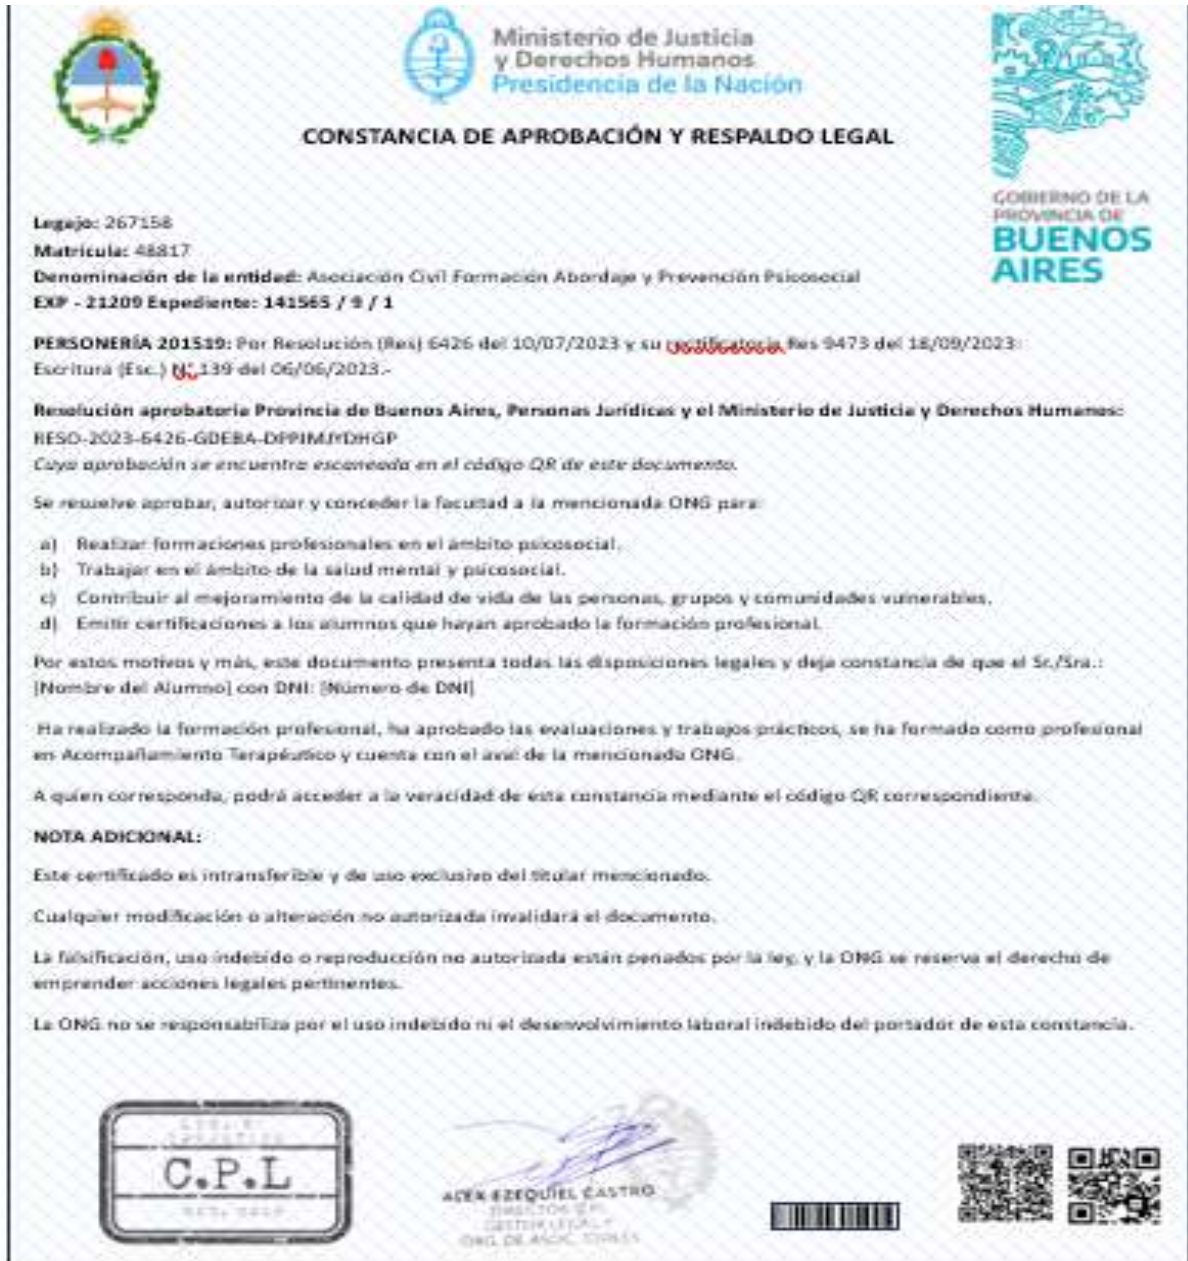 Ministerio de Justicia
y Derechos Humanos
Presidencia de la Nación
CONSTANCIA DE APROBACIÓN Y RESPALDO LEGAL
GOBIERNO DE LA
PROVINCIA DE
BUENOS
AIRES
Legajo: 267158
Matrícula: 48817
Denominación de la entidad: Asociación Civil Formación Abordaje y Prevención Psicosocial
EXP - 21209 Expediente: 141565 / 9 / 1
PERSONERÍA 201519: Por Resolución (Res) 6426 del 10/07/2023 y su rectificatoria Res 9473 del 18/09/2023:
Escritura (Esc.) N° 139 del 06/06/2023.-
Resolución aprobatoria Provincia de Buenos Aires, Personas Jurídicas y el Ministerio de Justicia y Derechos Humanos:
RESO-2023-6426-GDEBA-DPPJMJYDHGP
Cuya aprobación se encuentra escaneada en el código QR de este documento.
Se resuelve aprobar, autorizar y conceder la facultad a la mencionada ONG para:
a) Realizar formaciones profesionales en el ámbito psicosocial.
b) Trabajar en el ámbito de la salud mental y psicosocial.
c) Contribuir al mejoramiento de la calidad de vida de las personas, grupos y comunidades vulnerables.
d) Emitir certificaciones a los alumnos que hayan aprobado la formación profesional.
Por estos motivos y más, este documento presenta todas las disposiciones legales y deja constancia de que el Sr./Sra.:
[Nombre del Alumno] con DNI: [Número de DNI]
Ha realizado la formación profesional, ha aprobado las evaluaciones y trabajos prácticos, se ha formado como profesional
en Acompañamiento Terapéutico y cuenta con el aval de la mencionada ONG.
A quien corresponda, podrá acceder a la veracidad de esta constancia mediante el código QR correspondiente.
NOTA ADICIONAL:
Este certificado es intransferible y de uso exclusivo del titular mencionado.
Cualquier modificación o alteración no autorizada invalidará el documento.
La falsificación, uso indebido o reproducción no autorizada están penados por la ley, y la ONG se reserva el derecho de
emprender acciones legales pertinentes.
La ONG no se responsabiliza por el uso indebido ni el desenvolvimiento laboral indebido del portador de esta constancia.
C.P.L
ALEX EZEQUIEL CASTRO